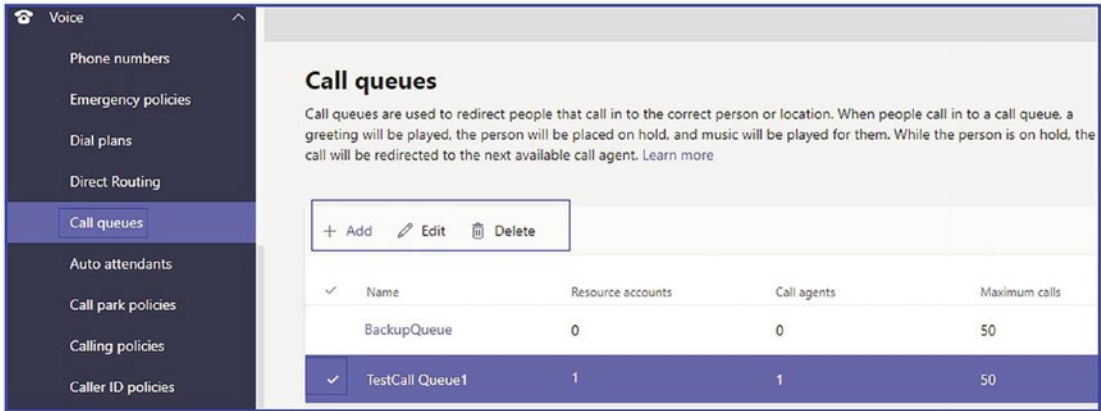 Voice
Phone numbers
Emergency policies
Dial plans
Direct Routing
Call queues
Auto attendants
Call park policies
Calling policies
Caller ID policies
Call queues
Call queues are used to redirect people that call in to the correct person or location. When people call in to a call queue, a
greeting will be played, the person will be placed on hold, and music will be played for them. While the person is on hold, the
call will be redirected to the next available call agent. Learn more
+ Add Edit Delete
Name Resource accounts Call agents Maximum calls
BackupQueue 0 0 50
TestCall Queue1 1 1 50